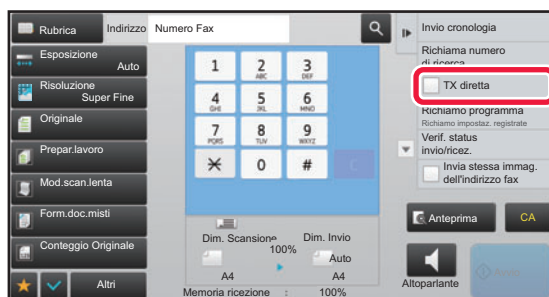 Rubrica
Indirizzo
Numero Fax
Esposizione
Auto
Risoluzione
Super Fine
Originale
Prepar.lavoro
Mod.scan.lenta
Form.doc.misti
Conteggio Originale
Altri
1
2
ABC
3
DEF
4
GHI
5
JKL
6
MNO
7
PQRS
8
TUV
9
WXYZ
0
#
C
Dim. Scansione
100%
Dim. Invio
Auto
A4
A4
Memoria ricezione : 100%
Invio cronologia
Richiama numero
di ricerca
TX diretta
Richiamo programma
Richiamo impostaz. registrate
Verif. status
invio/ricez.
Invia stessa immag.
dell'indirizzo fax
Anteprima
CA
Altoparlante
Avvio